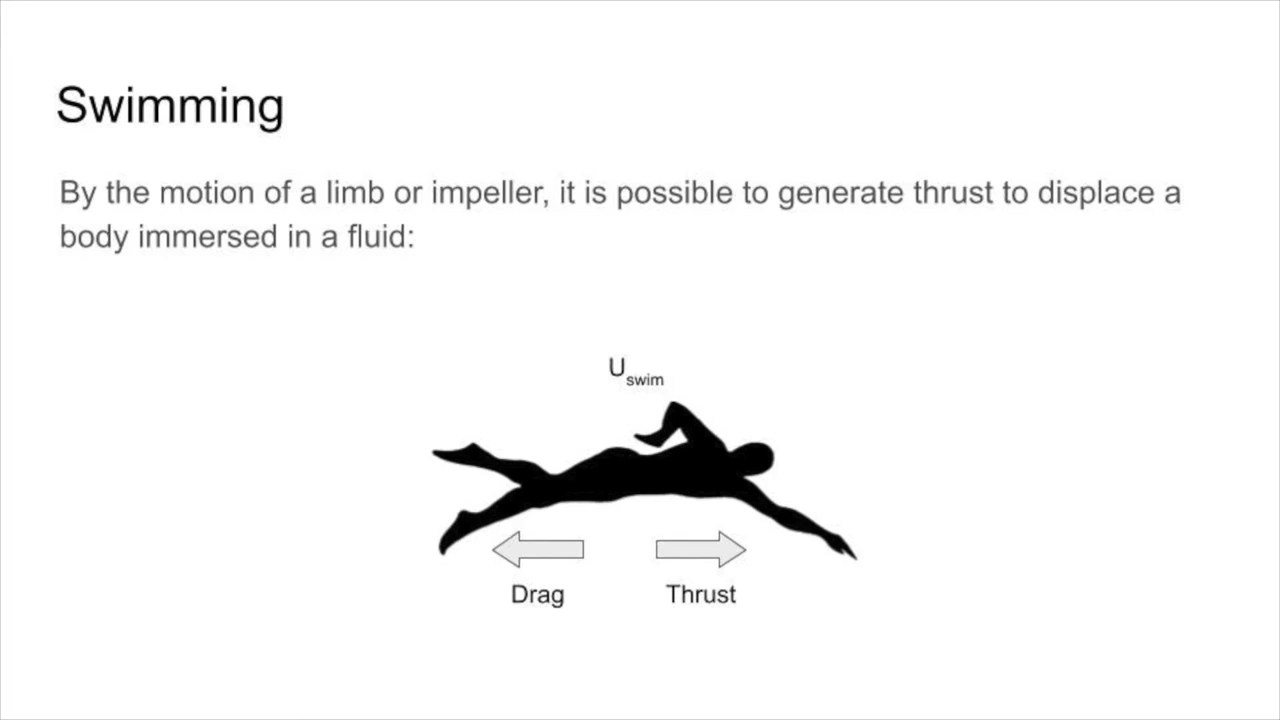 Swimming
By the motion of a limb or impeller, it is possible to generate thrust to displace a
body immersed in a fluid:
Uswim
Drag
Thrust